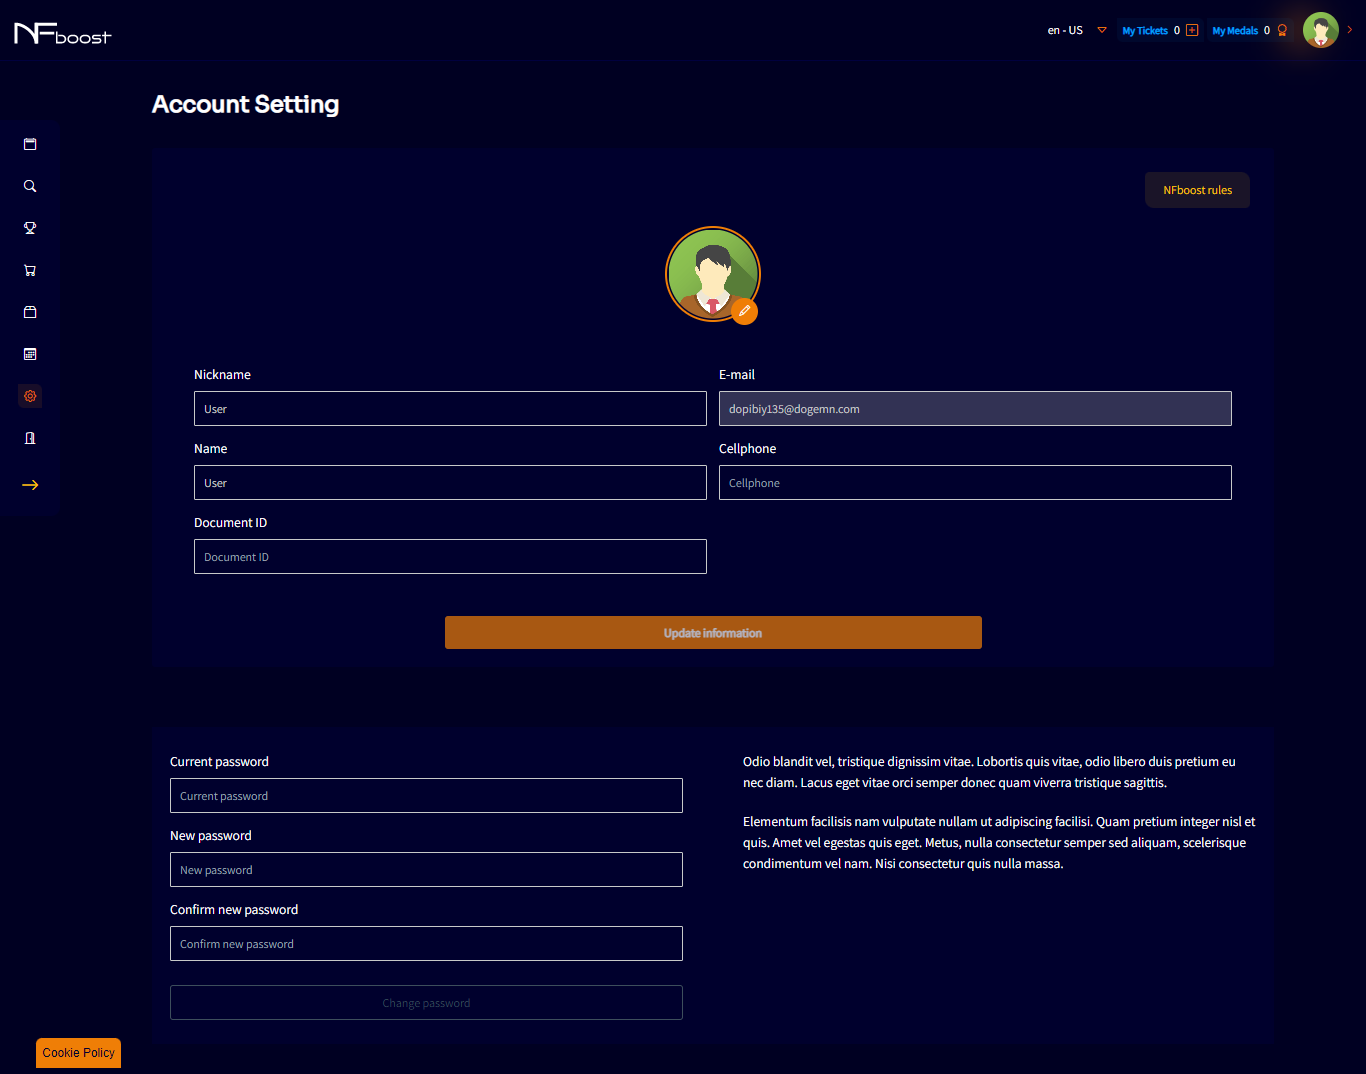 NFboost
en - US
My Tickets 0
My Medals 0
Account Setting
NFboost rules
Nickname
E-mail
User
dopibiy135@dogemn.com
Name
Cellphone
User
Cellphone
Document ID
Document ID
Update information
Current password
Current password
New password
New password
Confirm new password
Confirm new password
Change password
Odio blandit vel, tristique dignissim vitae. Lobortis quis vitae, odio libero duis pretium eu
nec diam. Lacus eget vitae orci semper donec quam viverra tristique sagittis.
Elementum facilisis nam vulputate nullam ut adipiscing facilisi. Quam pretium integer nisl et
quis. Amet vel egestas quis eget. Metus, nulla consectetur semper sed aliquam, scelerisque
condimentum vel nam. Nisi consectetur quis nulla massa.
Cookie Policy